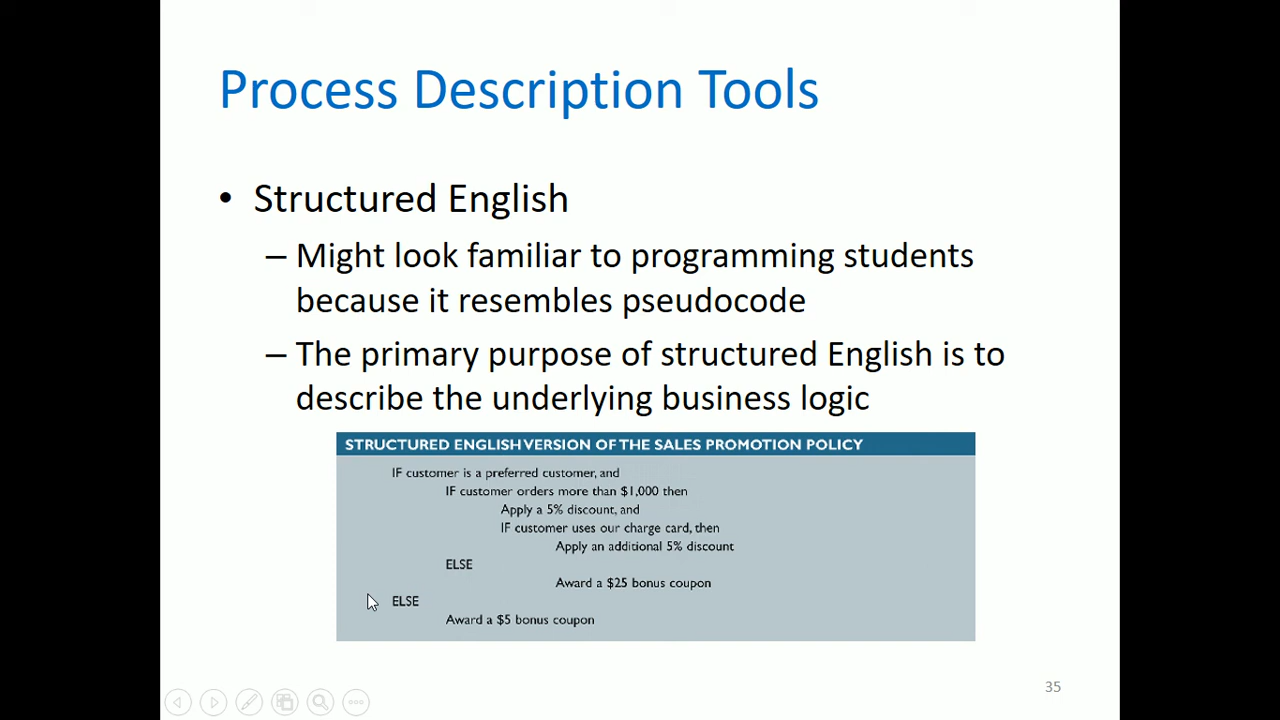 Process Description Tools
• Structured English
– Might look familiar to programming students
because it resembles pseudocode
– The primary purpose of structured English is to
describe the underlying business logic
STRUCTURED ENGLISH VERSION OF THE SALES PROMOTION POLICY
IF customer is a preferred customer, and
IF customer orders more than $1,000 then
Apply a 5% discount, and
IF customer uses our charge card, then
Apply an additional 5% discount
ELSE
Award a $25 bonus coupon
ELSE
Award a $5 bonus coupon
35